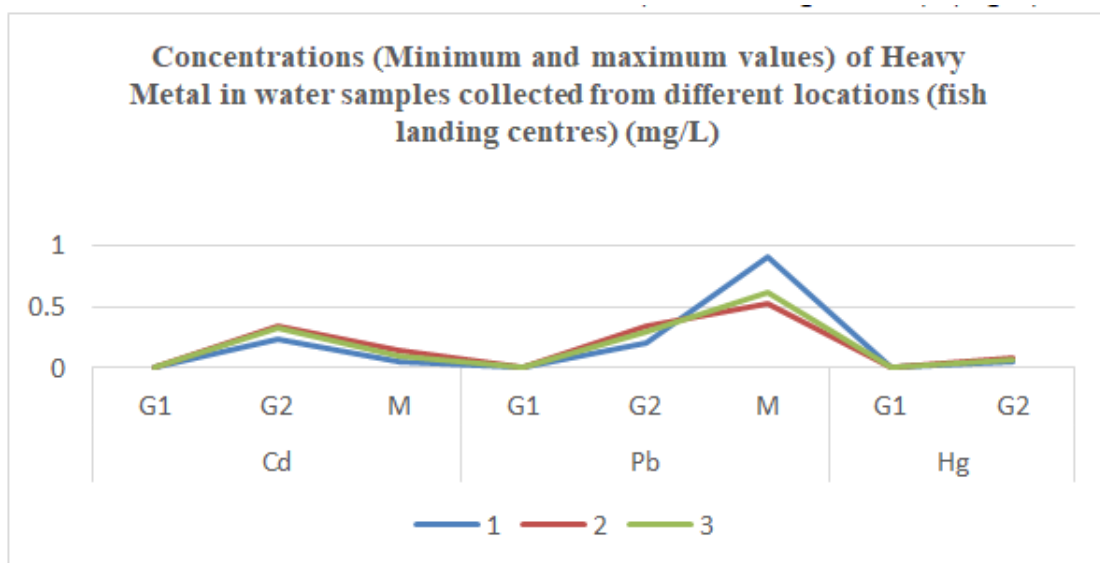 Concentrations (Minimum and maximum values) of Heavy
Metal in water samples collected from different locations (fish
landing centres) (mg/L)
1
0.5
0
G1 G2 M G1 G2 M G1 G2
Cd Pb Hg
1 2 3